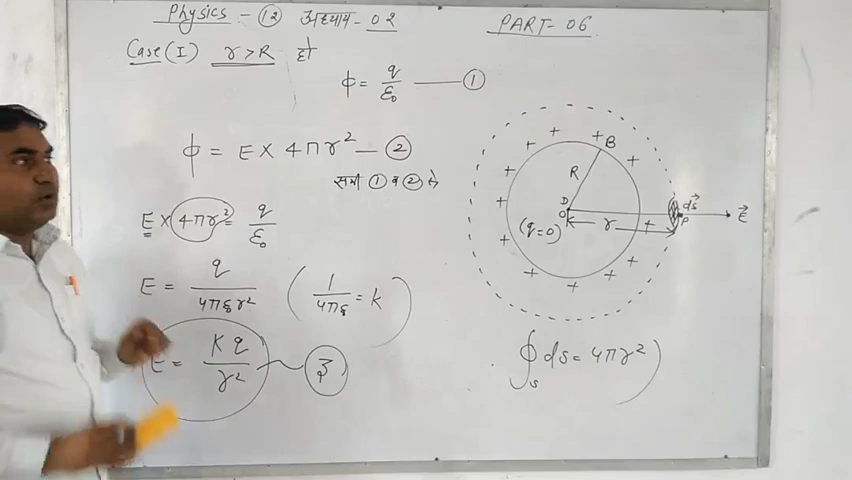 Physics - 12 अध्याय - 02
PART- 06
Case (I) r > R हो
ϕ = q/ε₀ — 1
ϕ = E × 4πr² — 2
समी 1 व 2 से
E × 4πr² = q/ε₀
E = q/4πε₀r² (1/4πε₀ = k)
E = Kq/r² — 3
+ + + + + + + + + + + +
B
R
O
(q=0)
r
ds→
P
E→
∮s ds = 4πr²)